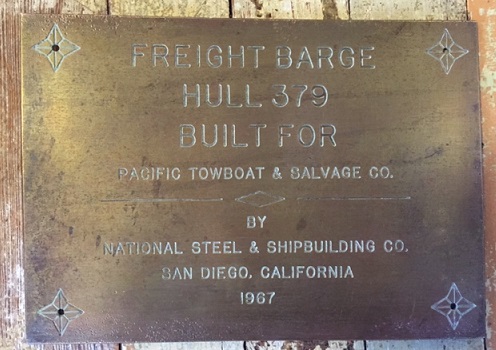 FREIGHT BARGE
HULL 379
BUILT FOR
PACIFIC TOWBOAT & SALVAGE CO.
BY
NATIONAL STEEL & SHIPBUILDING CO.
SAN DIEGO, CALIFORNIA
1967